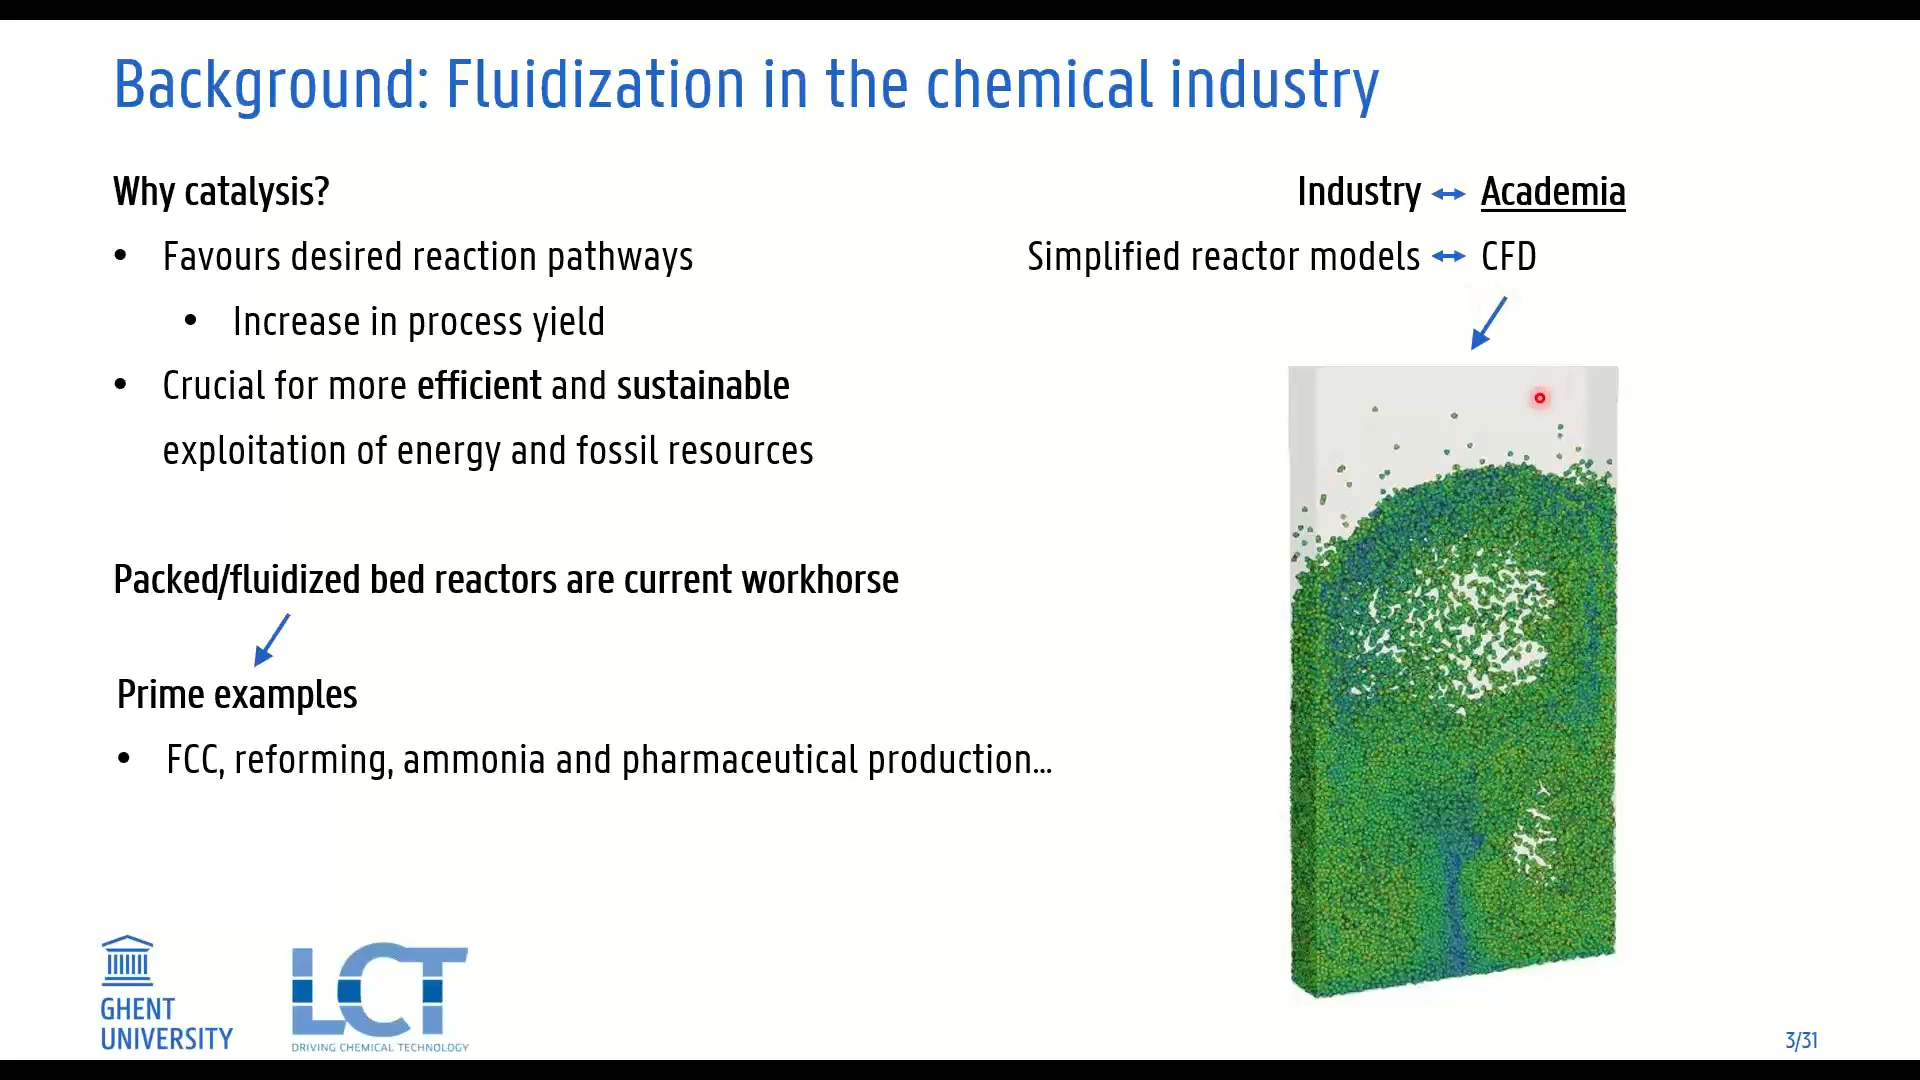 Background: Fluidization in the chemical industry
Why catalysis?
• Favours desired reaction pathways
• Increase in process yield
• Crucial for more efficient and sustainable
exploitation of energy and fossil resources
Packed/fluidized bed reactors are current workhorse
Prime examples
• FCC, reforming, ammonia and pharmaceutical production...
Industry ↔ Academia
Simplified reactor models ↔ CFD
GHENT
UNIVERSITY
LCT
DRIVING CHEMICAL TECHNOLOGY
3/31